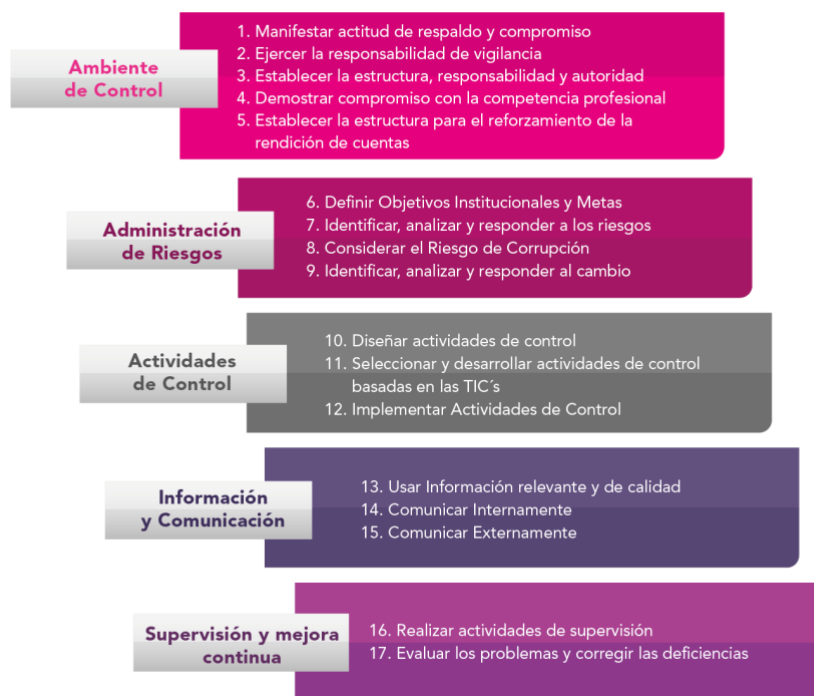 Ambiente
de Control
1. Manifestar actitud de respaldo y compromiso
2. Ejercer la responsabilidad de vigilancia
3. Establecer la estructura, responsabilidad y autoridad
4. Demostrar compromiso con la competencia profesional
5. Establecer la estructura para el reforzamiento de la
rendición de cuentas
Administración
de Riesgos
6. Definir Objetivos Institucionales y Metas
7. Identificar, analizar y responder a los riesgos
8. Considerar el Riesgo de Corrupción
9. Identificar, analizar y responder al cambio
Actividades
de Control
10. Diseñar actividades de control
11. Seleccionar y desarrollar actividades de control
basadas en las TIC´s
12. Implementar Actividades de Control
Información
y Comunicación
13. Usar Información relevante y de calidad
14. Comunicar Internamente
15. Comunicar Externamente
Supervisión y mejora
continua
16. Realizar actividades de supervisión
17. Evaluar los problemas y corregir las deficiencias